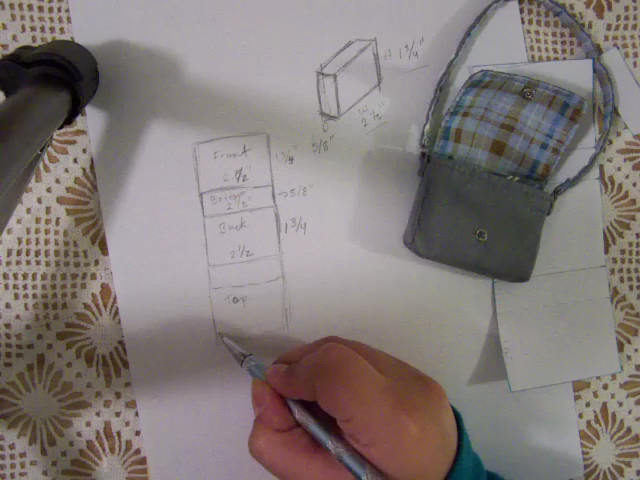 H 1 3/4"
W
2 1/2"
D
5/8"
Front
1 3/4"
2 1/2"
Bottom
2 1/2"
→ 5/8"
Back
1 3/4
2 1/2
Top